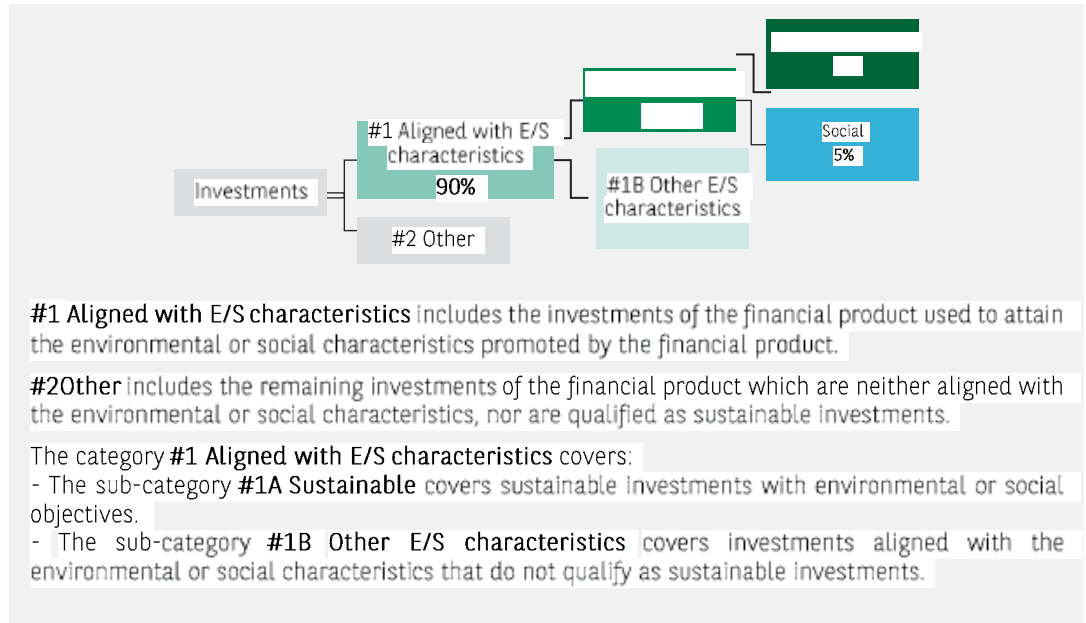 Social
5%
#1 Aligned with E/S
characteristics
90%
#1B Other E/S
characteristics
Investments
#2 Other
#1 Aligned with E/S characteristics includes the investments of the financial product used to attain
the environmental or social characteristics promoted by the financial product.
#2Other includes the remaining investments of the financial product which are neither aligned with
the environmental or social characteristics, nor are qualified as sustainable investments.
The category #1 Aligned with E/S characteristics covers:
- The sub-category #1A Sustainable covers sustainable investments with environmental or social
objectives.
- The sub-category #1B Other E/S characteristics covers investments aligned with the
environmental or social characteristics that do not qualify as sustainable investments.